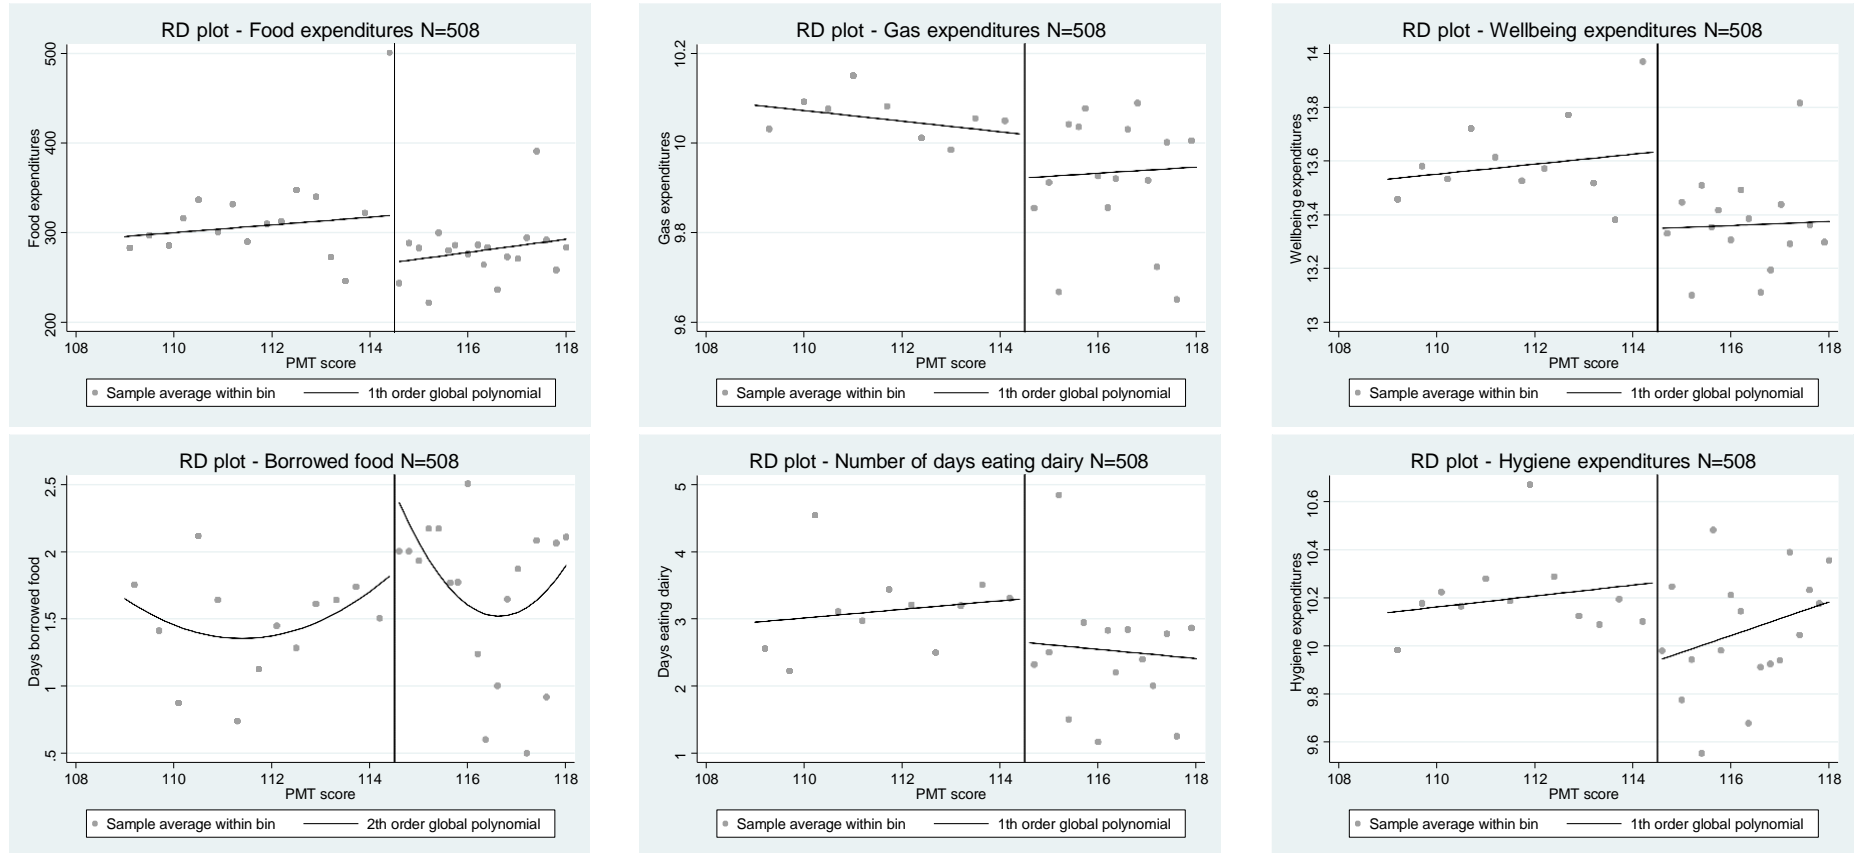 RD plot - Food expenditures N=508
Food expenditures
500
400
300
200
108 110 112 114 116 118
PMT score
Sample average within bin 1th order global polynomial
RD plot - Gas expenditures N=508
Gas expenditures
10.2
10
9.8
9.6
108 110 112 114 116 118
PMT score
Sample average within bin 1th order global polynomial
RD plot - Wellbeing expenditures N=508
Wellbeing expenditures
14
13.8
13.6
13.4
13.2
13
108 110 112 114 116 118
PMT score
Sample average within bin 1th order global polynomial
RD plot - Borrowed food N=508
Days borrowed food
2.5
2
1.5
1
.5
108 110 112 114 116 118
PMT score
Sample average within bin 2th order global polynomial
RD plot - Number of days eating dairy N=508
Days eating dairy
5
4
3
2
1
108 110 112 114 116 118
PMT score
Sample average within bin 1th order global polynomial
RD plot - Hygiene expenditures N=508
Hygiene expenditures
10.6
10.4
10.2
10
9.8
9.6
108 110 112 114 116 118
PMT score
Sample average within bin 1th order global polynomial